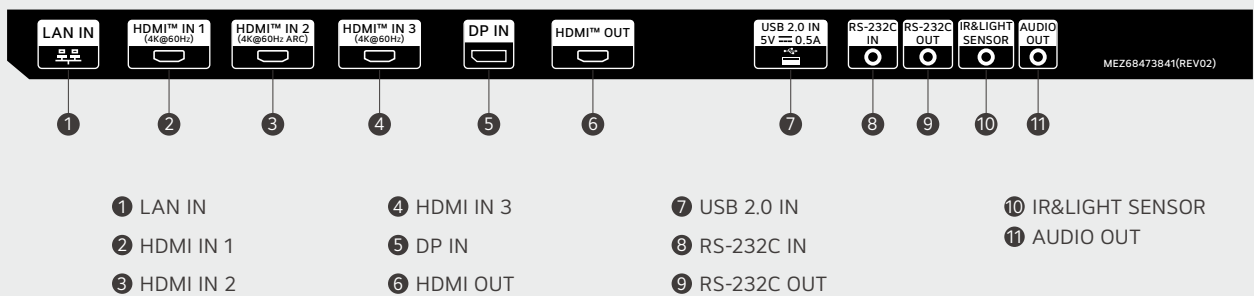 LAN IN
HDMI™ IN 1
(4K@60Hz)
HDMI™ IN 2
(4K@60Hz ARC)
HDMI™ IN 3
(4K@60Hz)
DP IN
HDMI™ OUT
USB 2.0 IN
5V ⎓ 0.5A
RS-232C
IN
RS-232C
OUT
IR&LIGHT
SENSOR
AUDIO
OUT
MEZ68473841(REV02)
1 2 3 4 5 6 7 8 9 10 11
1 LAN IN
2 HDMI IN 1
3 HDMI IN 2
4 HDMI IN 3
5 DP IN
6 HDMI OUT
7 USB 2.0 IN
8 RS-232C IN
9 RS-232C OUT
10 IR&LIGHT SENSOR
11 AUDIO OUT